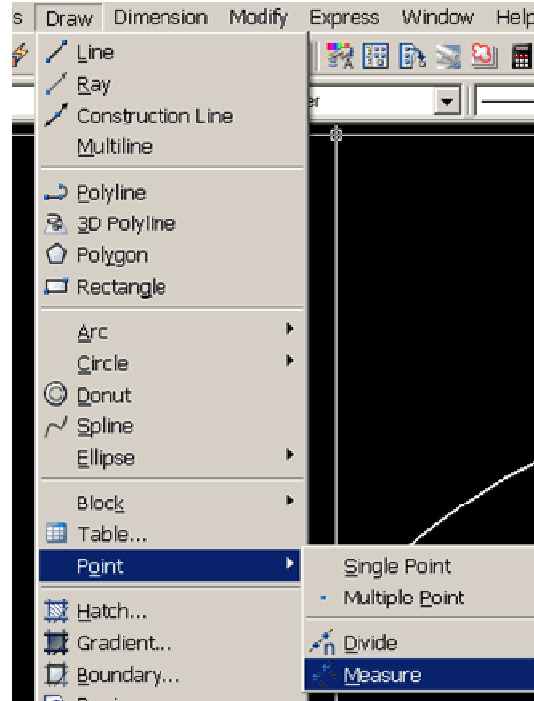 s Draw Dimension Modify Express Window Help
Line
Ray
er
Construction Line
Multiline
Polyline
3D Polyline
Polygon
Rectangle
Arc
Circle
Donut
Spline
Ellipse
Block
Table...
Point
Single Point
Multiple Point
Hatch...
Gradient...
Divide
Boundary...
Measure